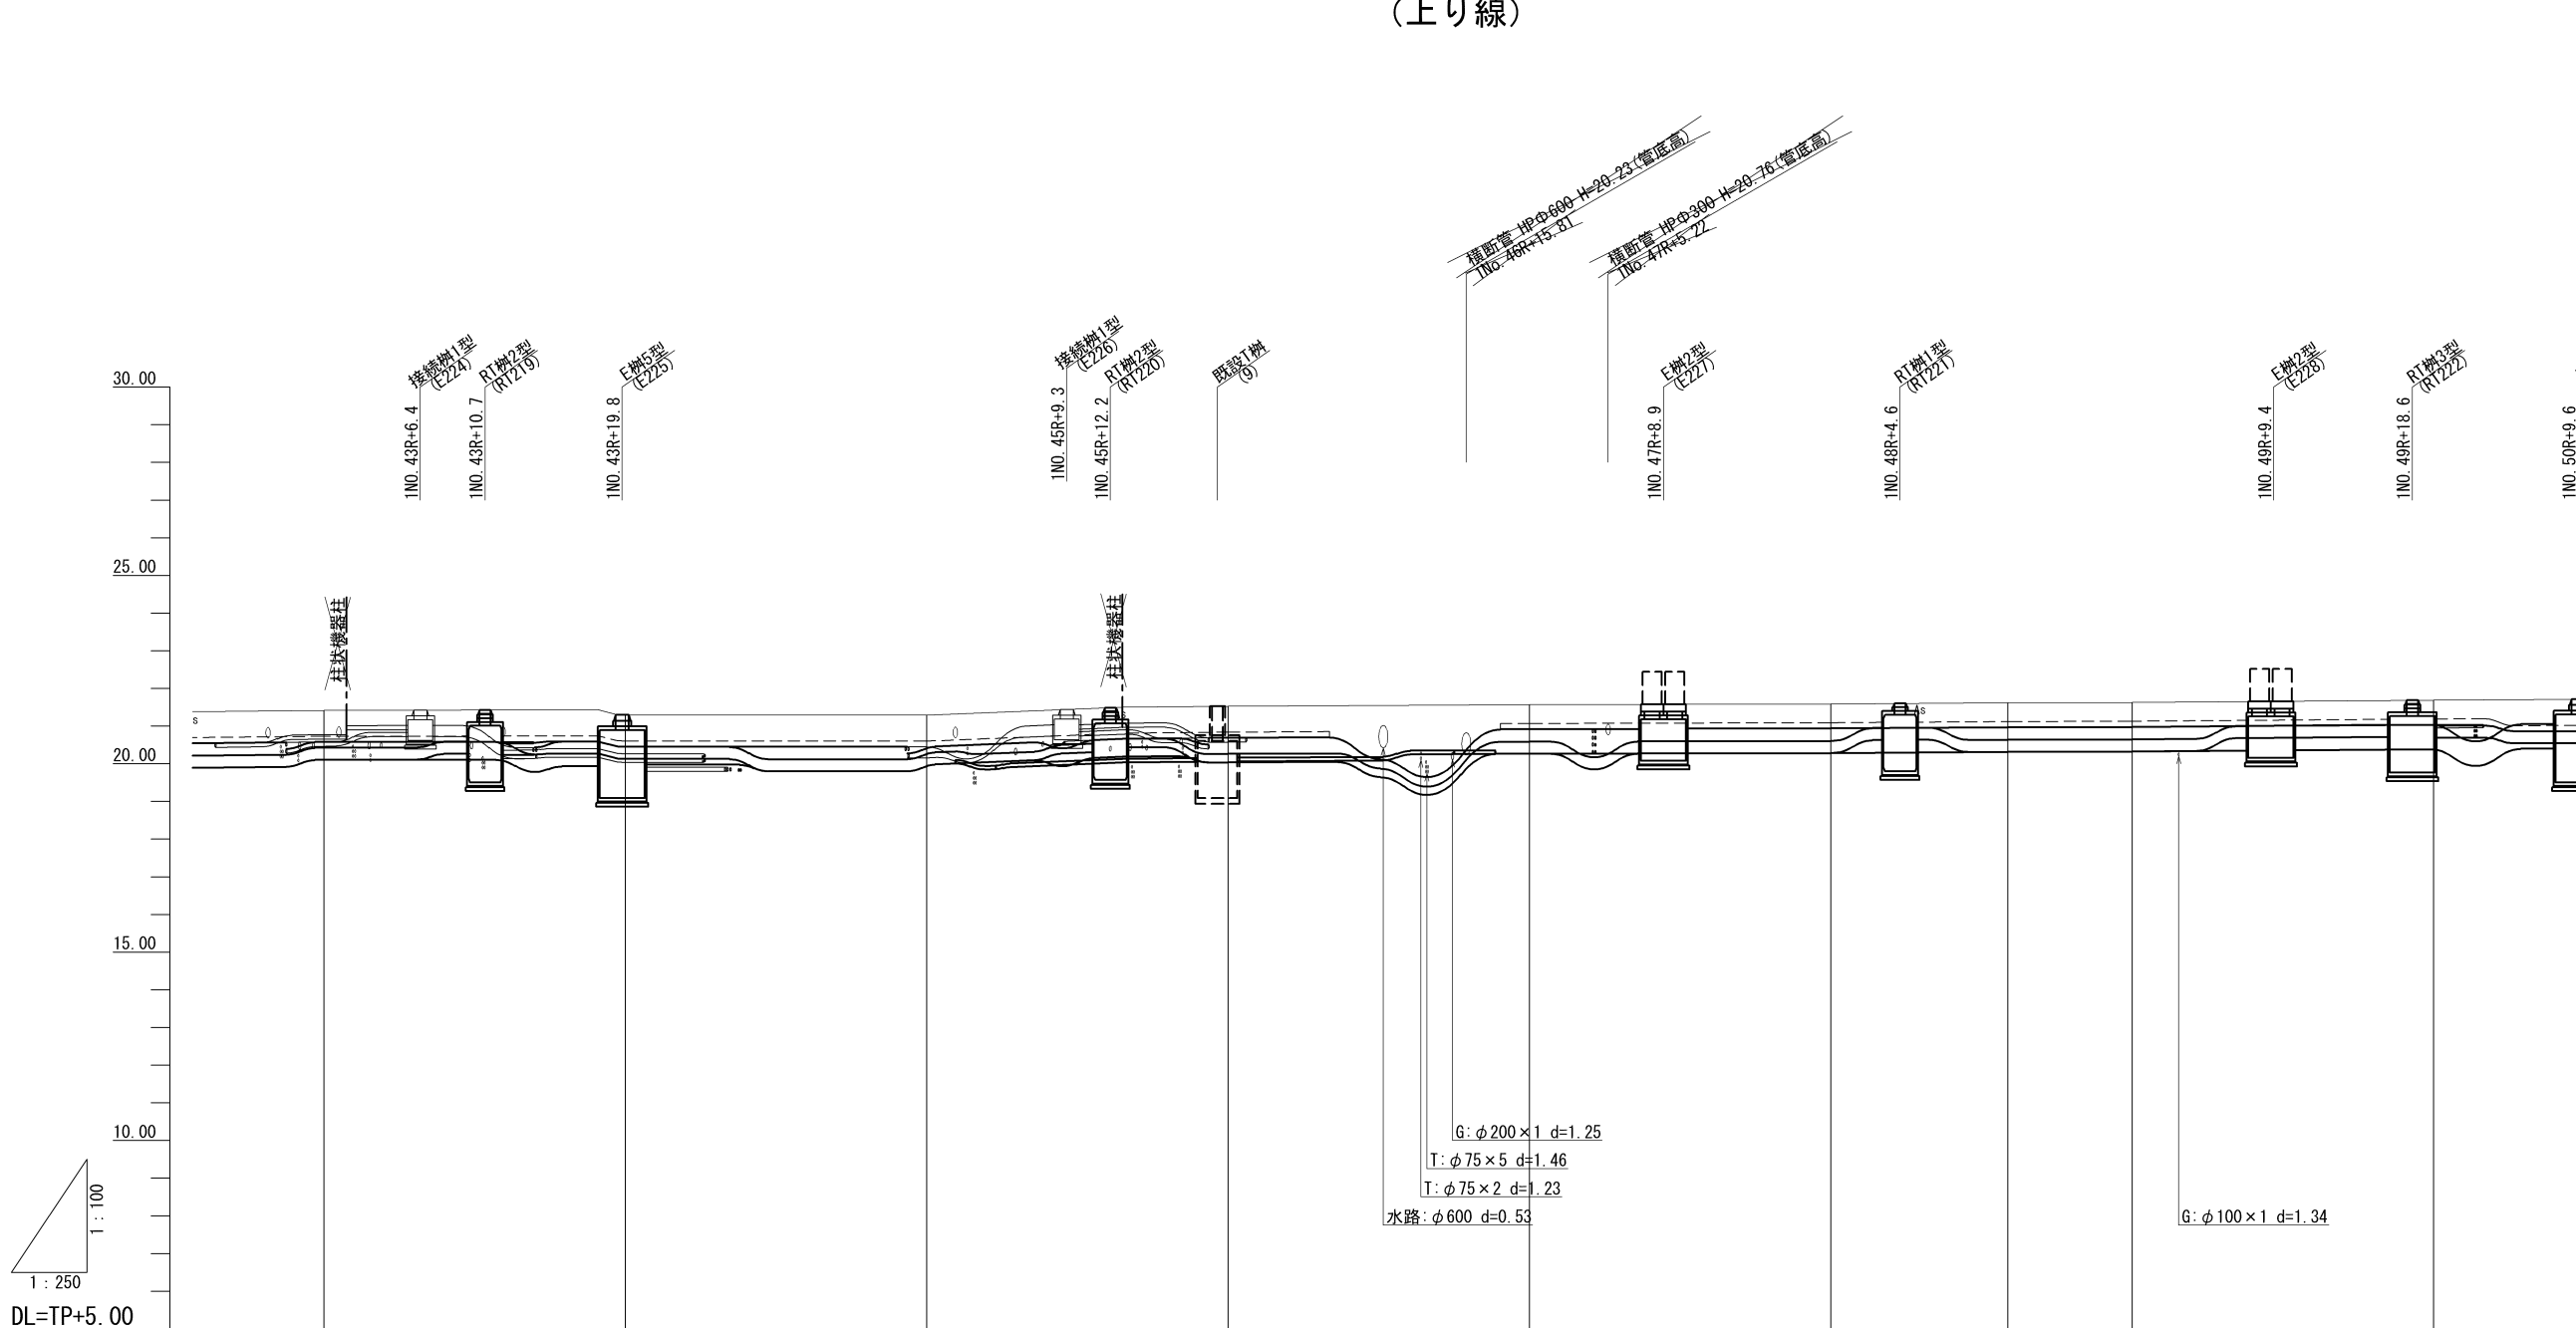 (上り線)
横断管 HPΦ600 H=20.23(管底高)
1No.46R+15.81
横断管 HPΦ300 H=20.76(管底高)
1No.47R+5.22
接続桝1型
(E224)
1NO.43R+6.4
RT桝2型
(RT219)
1NO.43R+10.7
E桝5型
(E225)
1NO.43R+19.8
接続桝1型
(E226)
1NO.45R+9.3
RT桝2型
(RT220)
1NO.45R+12.2
既設T桝
(9)
E桝2型
(E227)
1NO.47R+8.9
RT桝1型
(RT221)
1NO.48R+4.6
E桝2型
(E228)
1NO.49R+9.4
RT桝3型
(RT222)
1NO.49R+18.6
1NO.50R+9.6
30.00
25.00
柱状機器柱
柱状機器柱
S
S
20.00
15.00
10.00
G:φ200×1 d=1.25
T:φ75×5 d=1.46
T:φ75×2 d=1.23
水路:φ600 d=0.53
G:φ100×1 d=1.34
1:100
1:250
DL=TP+5.00